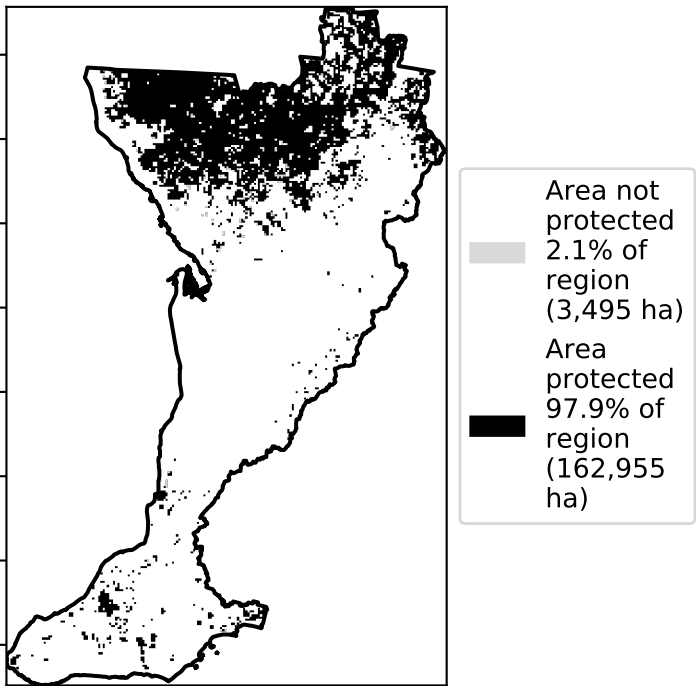 Area not
protected
2.1% of
region
(3,495 ha)
Area
protected
97.9% of
region
(162,955
ha)